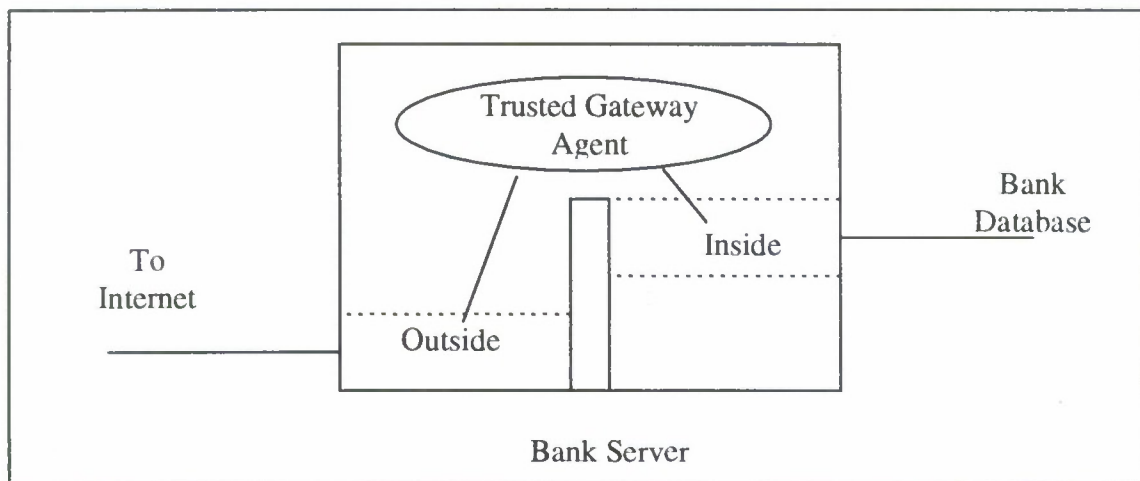 Trusted Gateway
Agent
Bank
Database
Inside
To
Internet
Outside
Bank Server